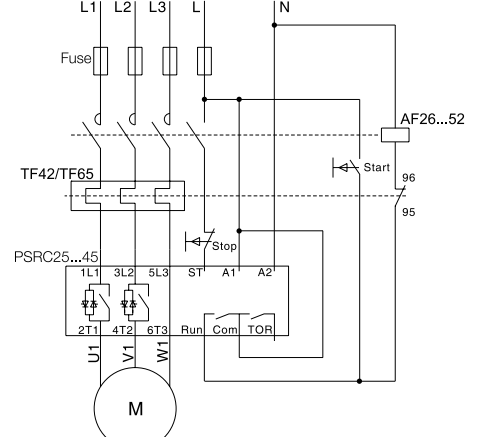 L1 L2 L3 L N
Fuse
AF26...52
TF42/TF65
Start
96
95
Stop
PSRC25...45
1L1 3L2 5L3 ST A1 A2
2T1 4T2 6T3 Run Com TOR
U1 V1 W1
M